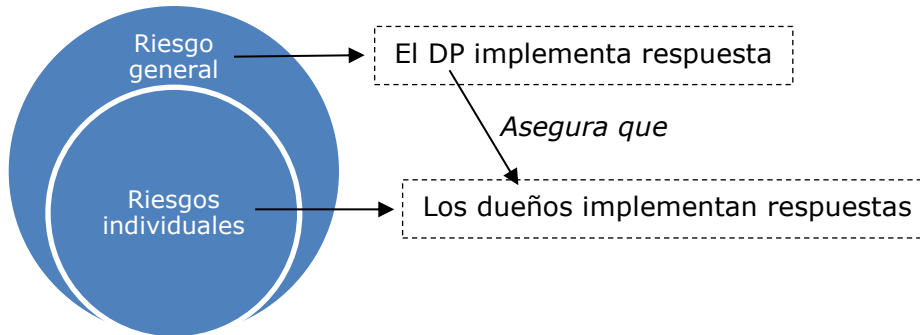 Riesgo
general
El DP implementa respuesta
Asegura que
Riesgos
individuales
Los dueños implementan respuestas